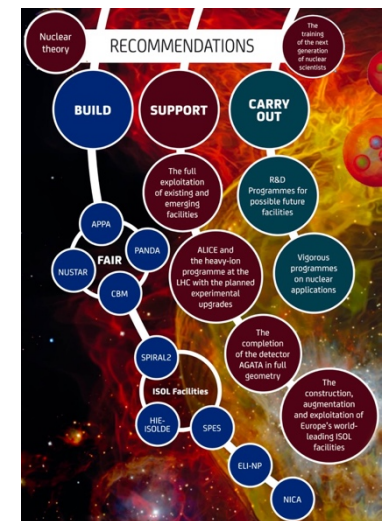 Nuclear
theory
RECOMMENDATIONS
The
training of
the next
generation
of nuclear
scientists
BUILD
SUPPORT
CARRY
OUT
The full
exploitation
of existing and
emerging
facilities
R&D
Programmes for
possible future
facilities
APPA
PANDA
FAIR
NUSTAR
CBM
ALICE and
the heavy-ion
programme at the
LHC with the planned
experimental
upgrades
Vigorous
programmes
on nuclear
applications
SPIRAL2
ISOL Facilities
HIE-
ISOLDE
SPES
The
completion
of the detector
AGATA in full
geometry
The
construction,
augmentation
and exploitation of
Europe's world-
leading ISOL
facilities
ELI-NP
NICA